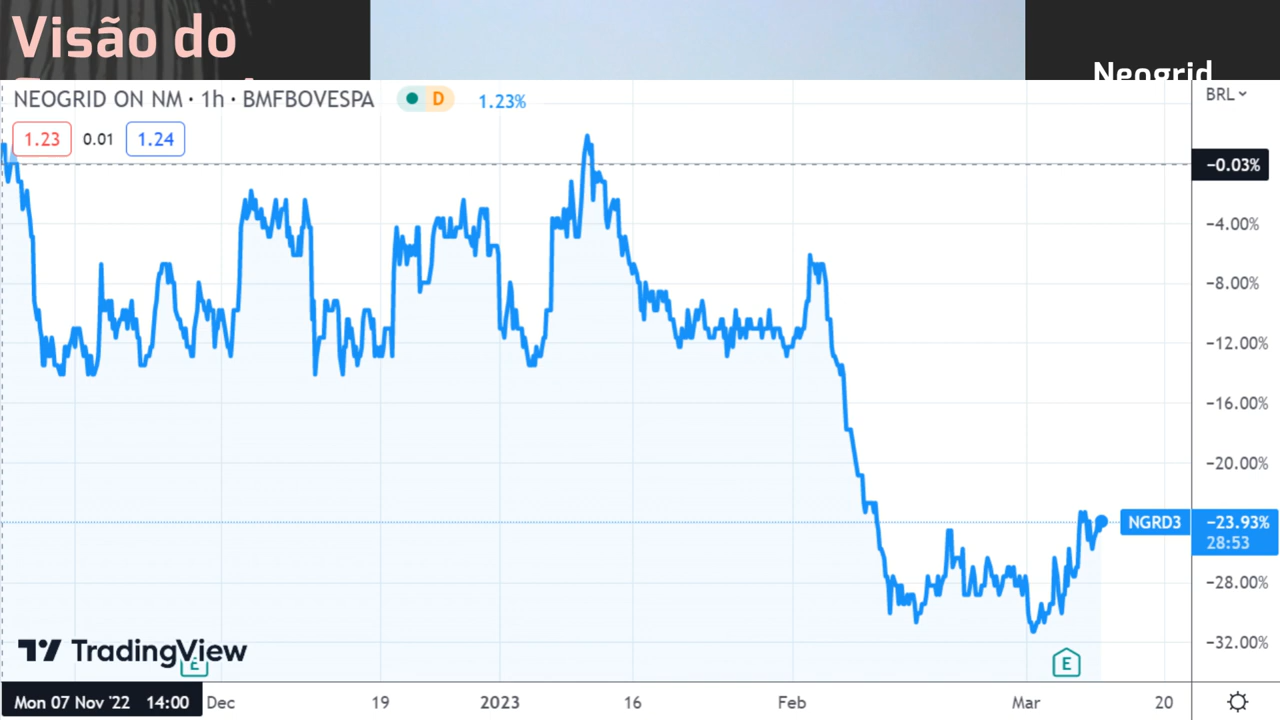 Visão do
Neogrid
NEOGRID ON NM · 1h · BMFBOVESPA D 1.23% BRL
1.23 0.01 1.24
−0.03%
−4.00%
−8.00%
−12.00%
−16.00%
−20.00%
NGRD3 −23.93%
28:53
−28.00%
−32.00%
TradingView
E E
Mon 07 Nov '22 14:00 Dec 19 2023 16 Feb Mar 20